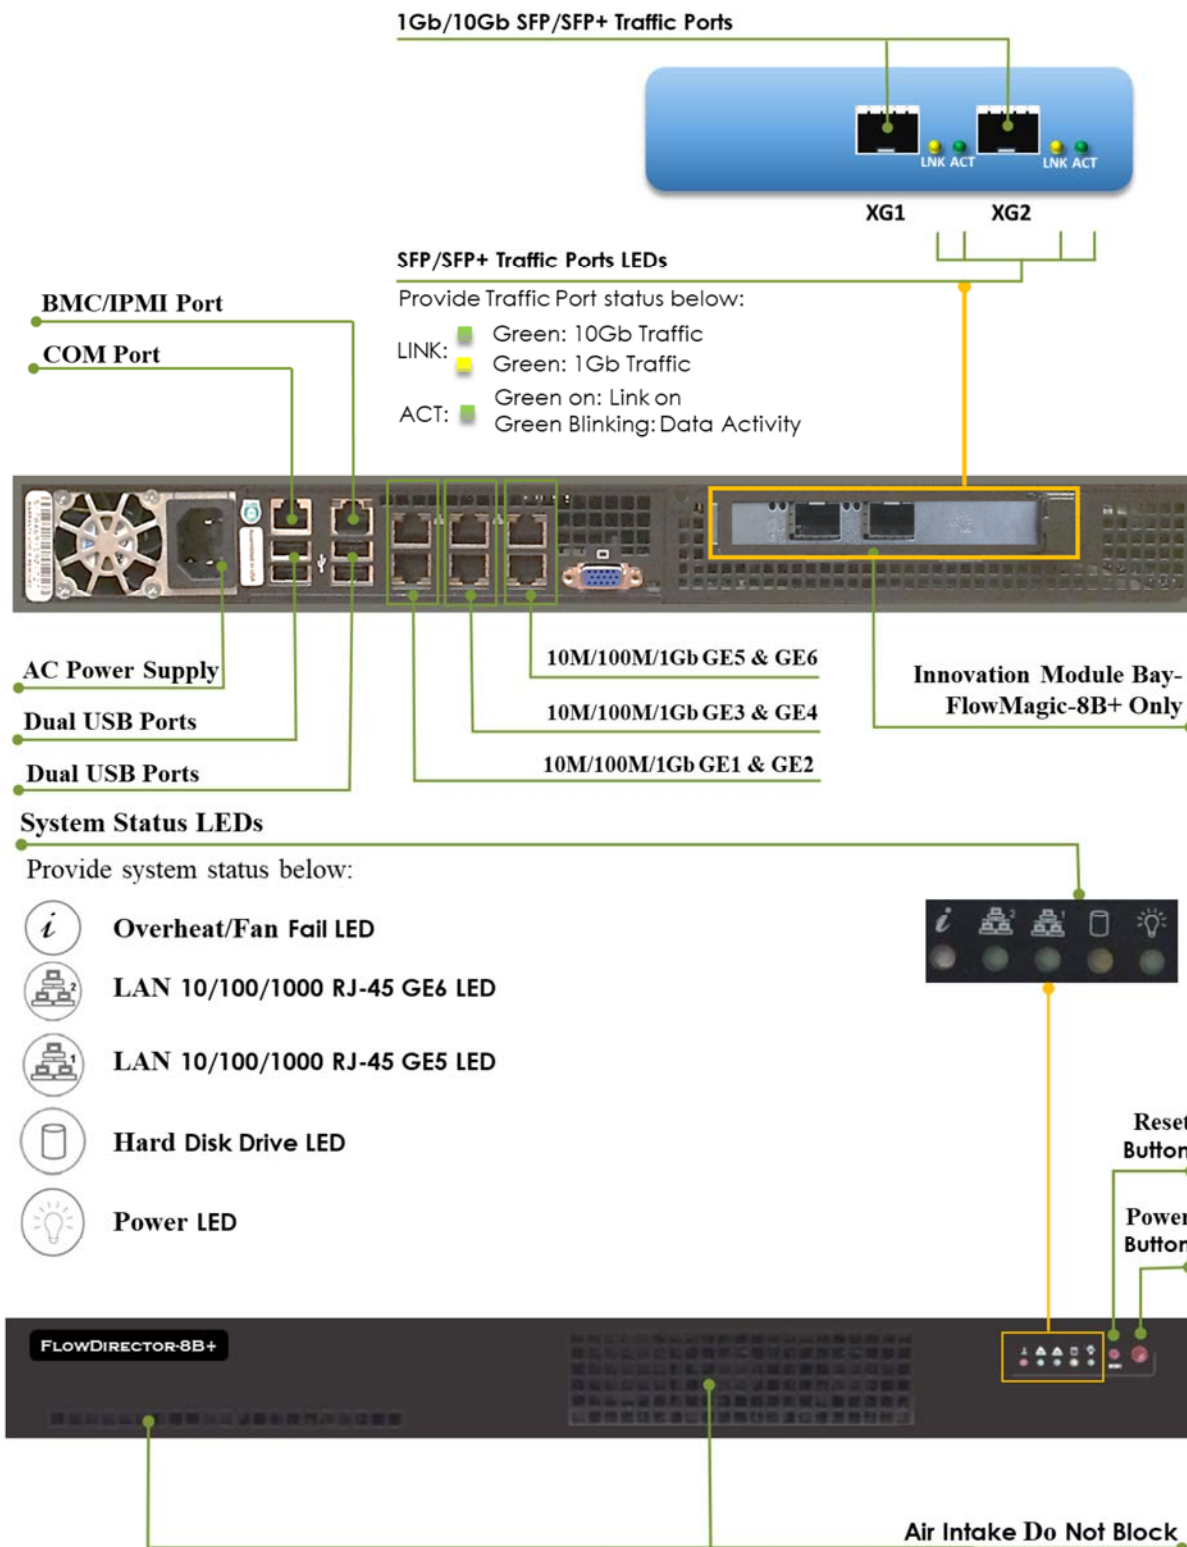 1Gb/10Gb SFP/SFP+ Traffic Ports
LNK ACT
LNK ACT
XG1
XG2
SFP/SFP+ Traffic Ports LEDs
Provide Traffic Port status below:
LINK:
Green: 10Gb Traffic
Green: 1Gb Traffic
ACT:
Green on: Link on
Green Blinking: Data Activity
BMC/IPMI Port
COM Port
AC Power Supply
Dual USB Ports
Dual USB Ports
10M/100M/1Gb GE5 & GE6
10M/100M/1Gb GE3 & GE4
10M/100M/1Gb GE1 & GE2
Innovation Module Bay-
FlowMagic-8B+ Only
System Status LEDs
Provide system status below:
i
Overheat/Fan Fail LED
2
LAN 10/100/1000 RJ-45 GE6 LED
1
LAN 10/100/1000 RJ-45 GE5 LED
Hard Disk Drive LED
Power LED
i
2
1
Reset
Button
Power
Button
FLOWDIRECTOR-8B+
Air Intake Do Not Block